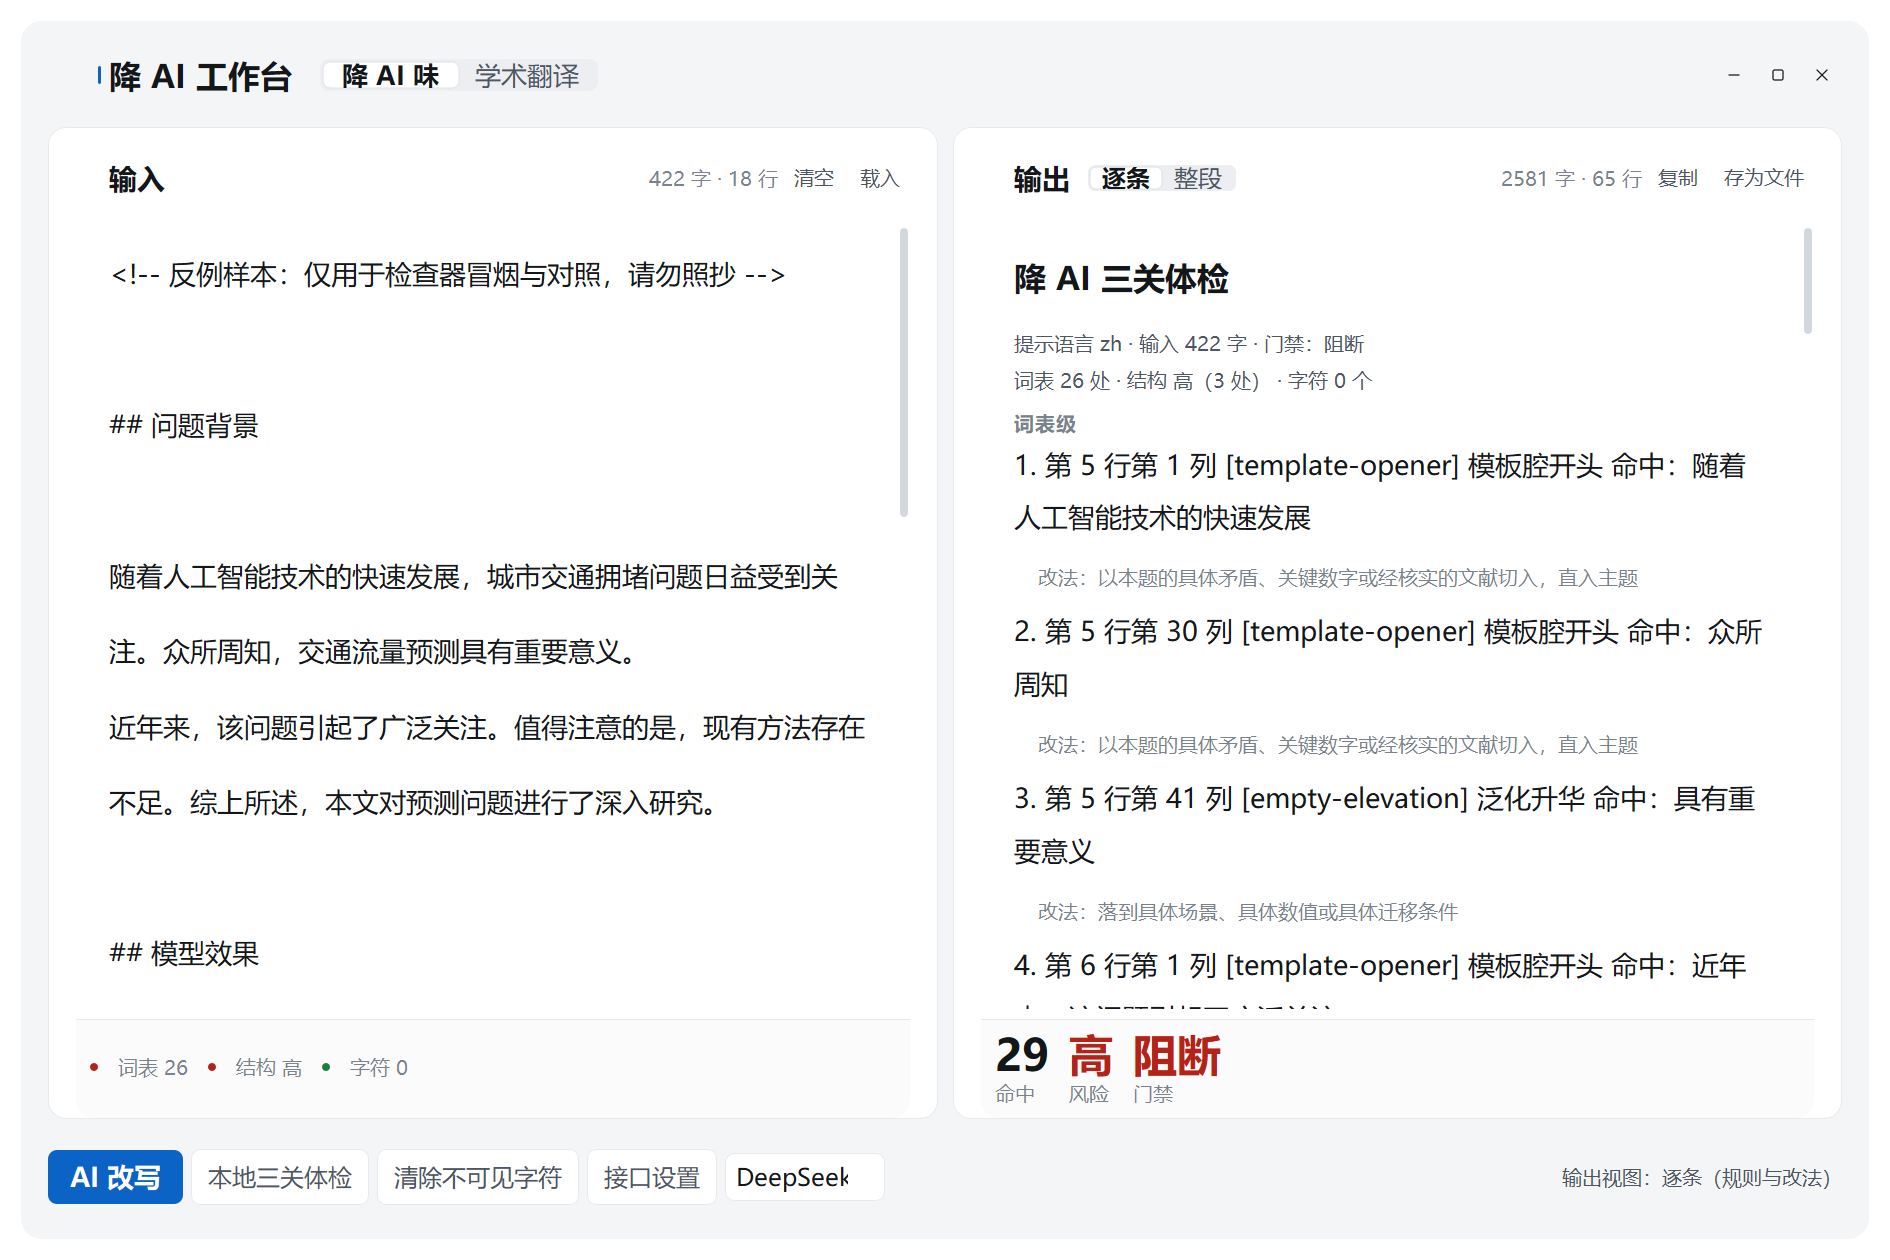 降 AI 工作台
降 AI 味
学术翻译
输入
422 字 · 18 行
清空
载入
<!-- 反例样本：仅用于检查器冒烟与对照，请勿照抄 -->
## 问题背景
随着人工智能技术的快速发展，城市交通拥堵问题日益受到关
注。众所周知，交通流量预测具有重要意义。
近年来，该问题引起了广泛关注。值得注意的是，现有方法存在
不足。综上所述，本文对预测问题进行了深入研究。
## 模型效果
词表 26
结构 高
字符 0
输出
逐条
整段
2581 字 · 65 行
复制
存为文件
降 AI 三关体检
提示语言 zh · 输入 422 字 · 门禁：阻断
词表 26 处 · 结构 高（3 处） · 字符 0 个
词表级
1. 第 5 行第 1 列 [template-opener] 模板腔开头 命中：随着
人工智能技术的快速发展
改法：以本题的具体矛盾、关键数字或经核实的文献切入，直入主题
2. 第 5 行第 30 列 [template-opener] 模板腔开头 命中：众所
周知
改法：以本题的具体矛盾、关键数字或经核实的文献切入，直入主题
3. 第 5 行第 41 列 [empty-elevation] 泛化升华 命中：具有重
要意义
改法：落到具体场景、具体数值或具体迁移条件
4. 第 6 行第 1 列 [template-opener] 模板腔开头 命中：近年
29
命中
高
风险
阻断
门禁
AI 改写
本地三关体检
清除不可见字符
接口设置
DeepSeek
输出视图：逐条（规则与改法）